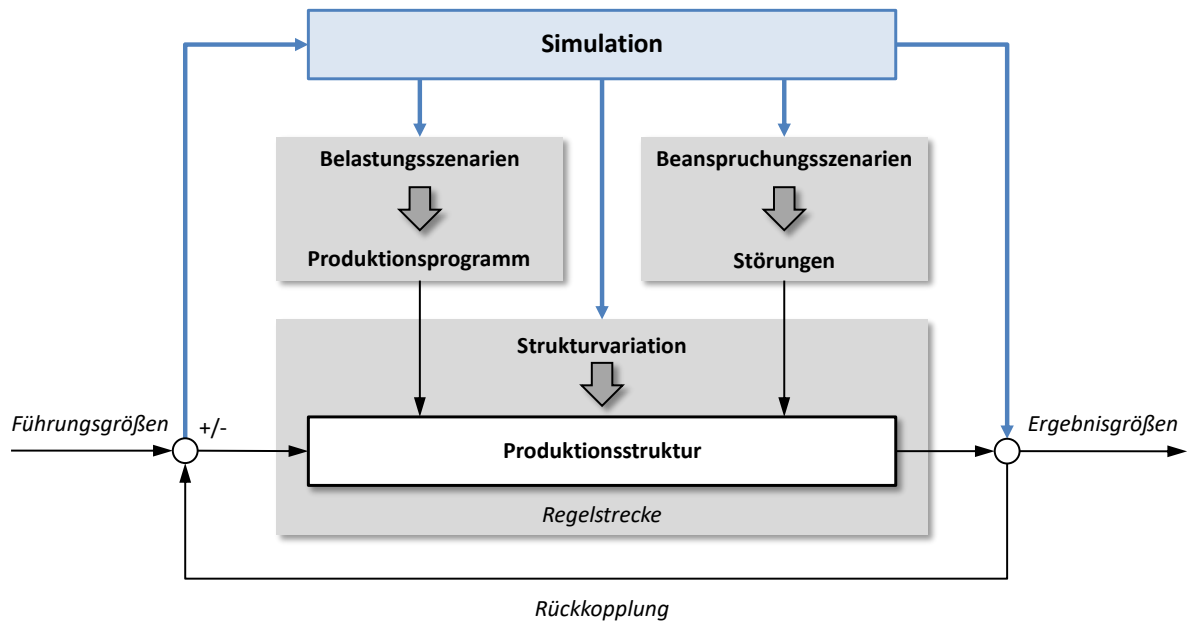 Simulation
Belastungsszenarien
Beanspruchungsszenarien
Produktionsprogramm
Störungen
Strukturvariation
Führungsgrößen
+/-
Ergebnisgrößen
Produktionsstruktur
Regelstrecke
Rückkopplung